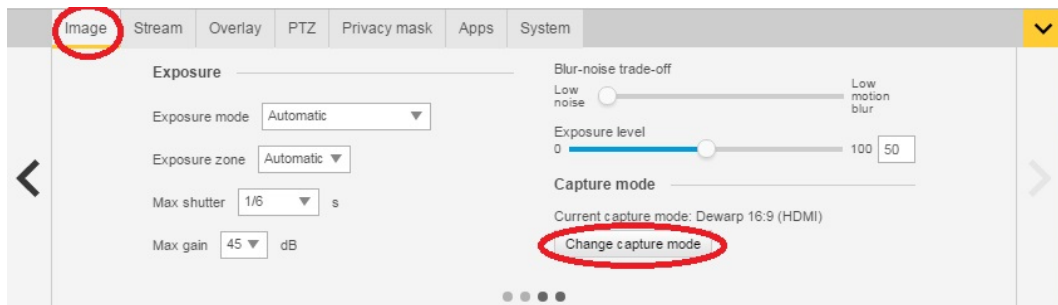 Image Stream Overlay PTZ Privacy mask Apps System
Exposure
Exposure mode Automatic
Exposure zone Automatic
Max shutter 1/6 s
Max gain 45 dB
Blur-noise trade-off
Low noise
Low motion blur
Exposure level
0 100 50
Capture mode
Current capture mode: Dewarp 16:9 (HDMI)
Change capture mode